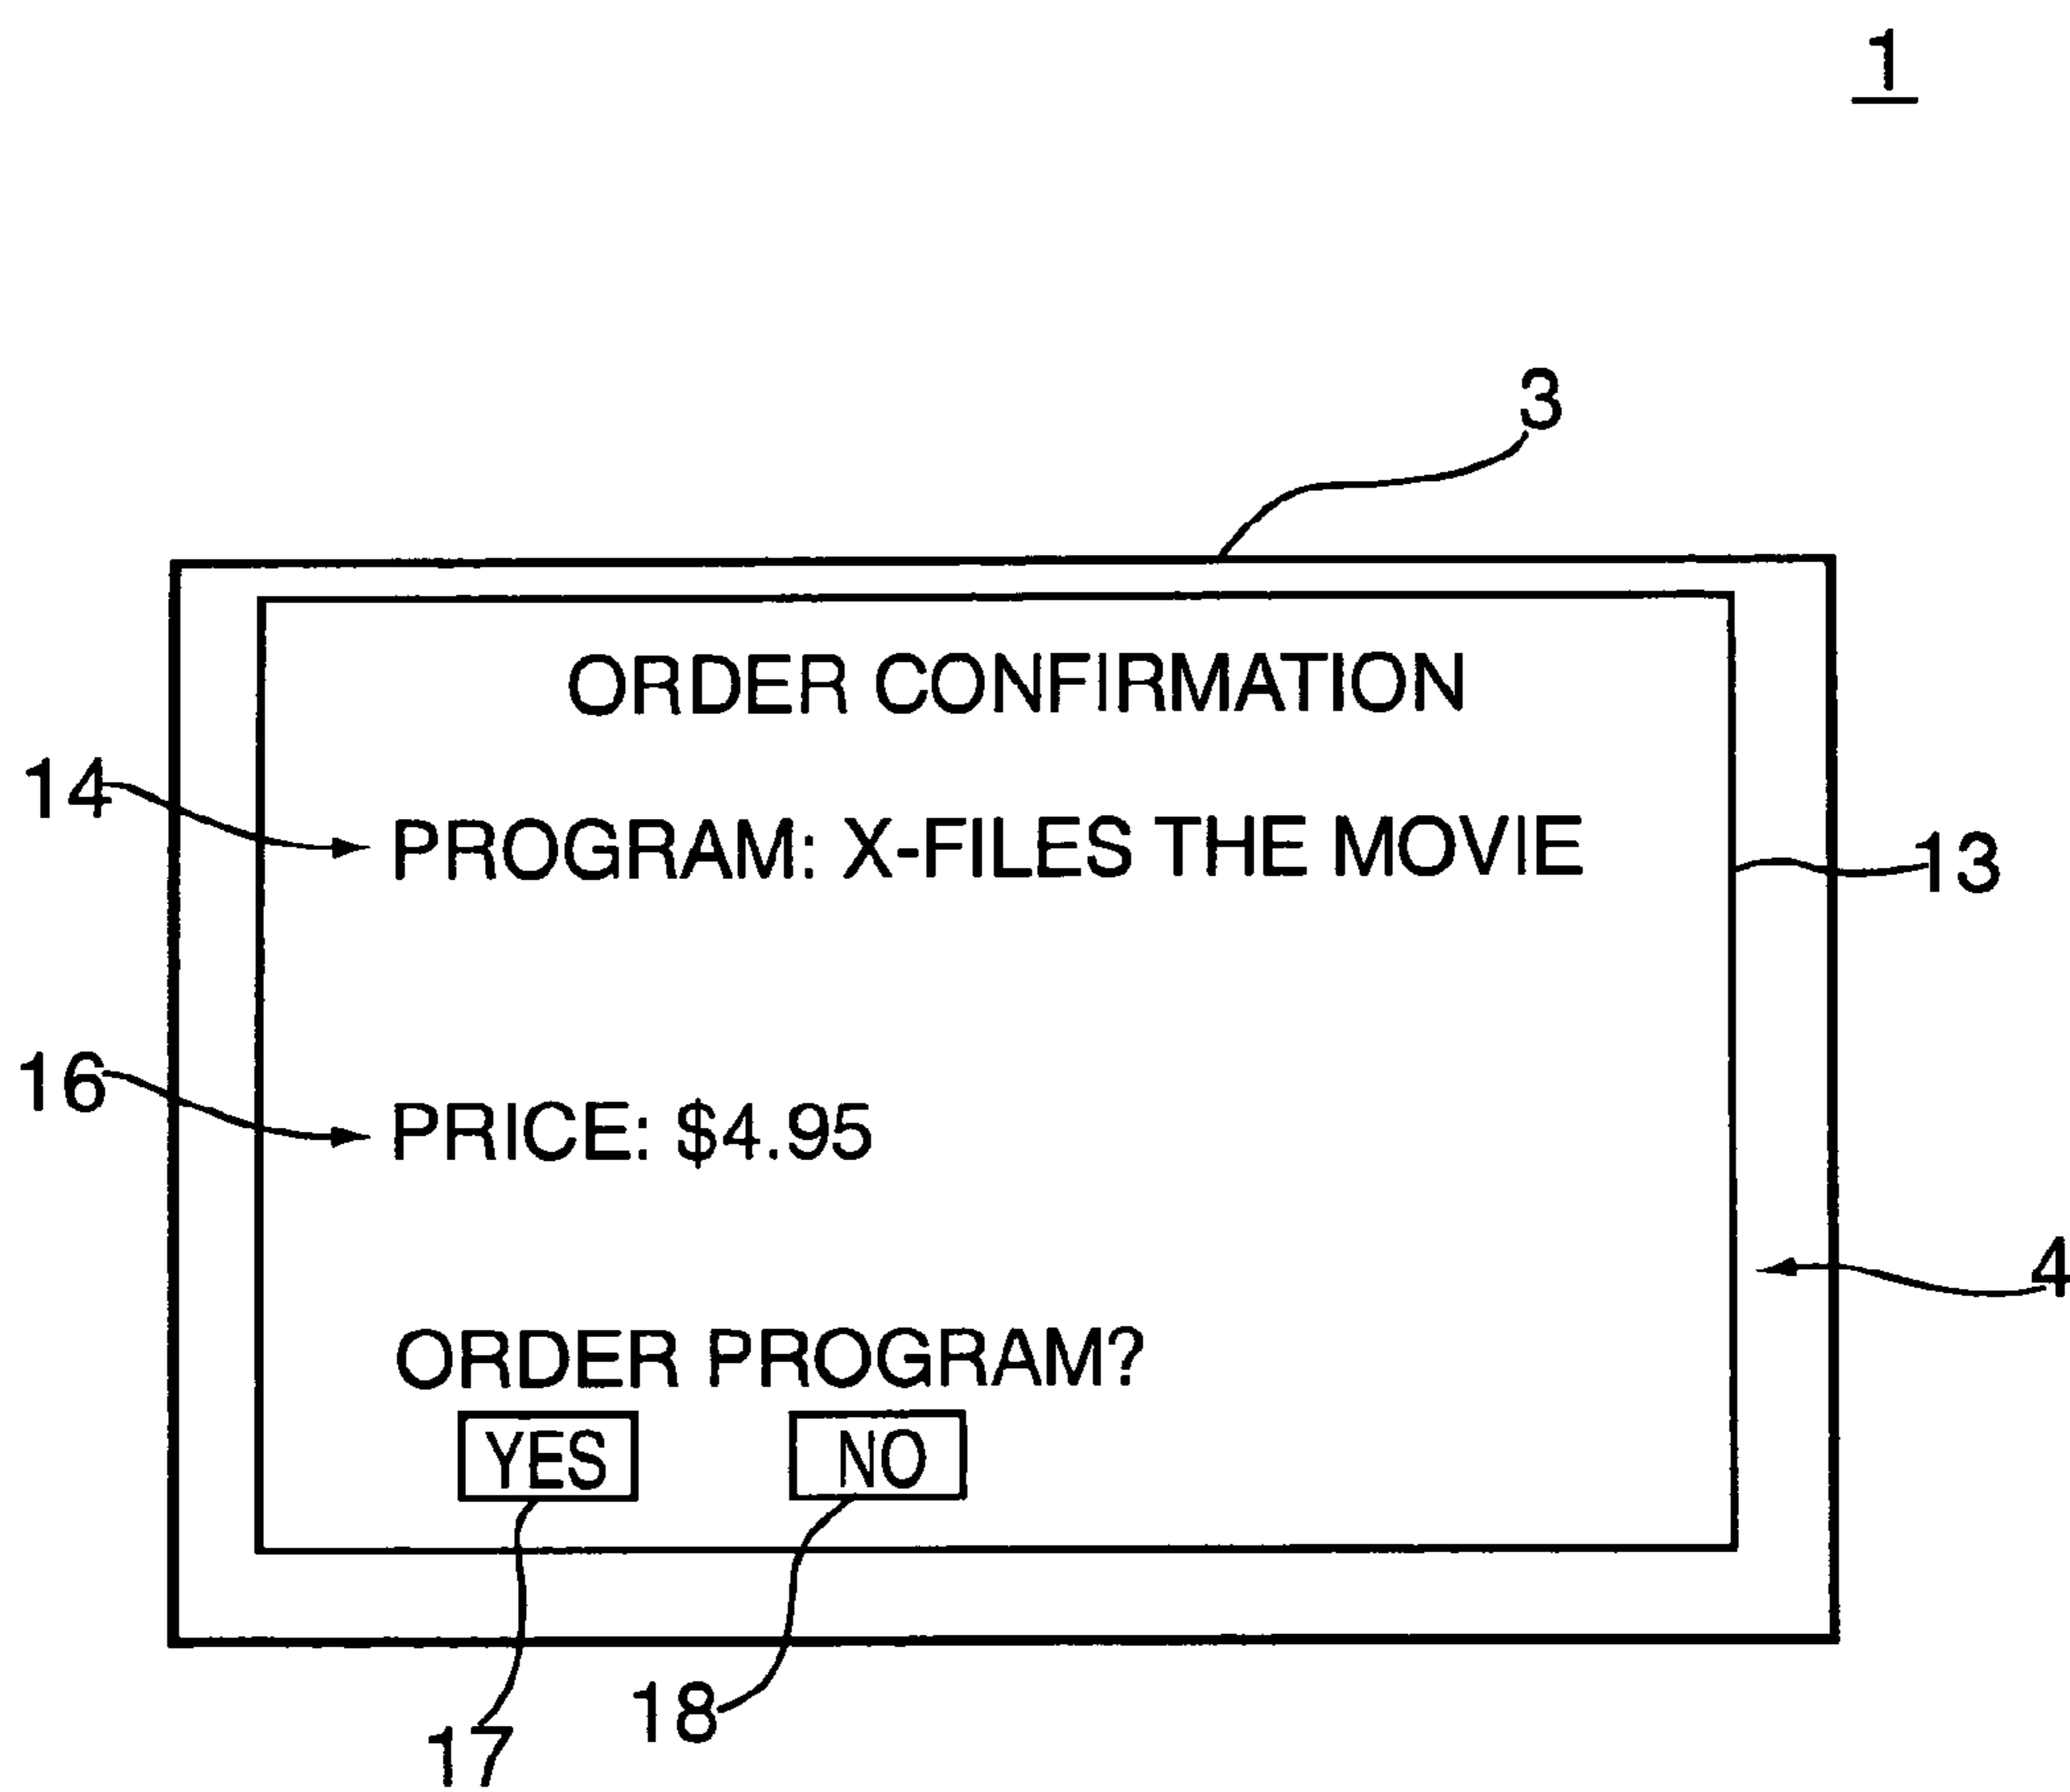 1
3
ORDER CONFIRMATION
14
PROGRAM: X-FILES THE MOVIE
13
16
PRICE: $4.95
4
ORDER PROGRAM?
YES NO
18
17